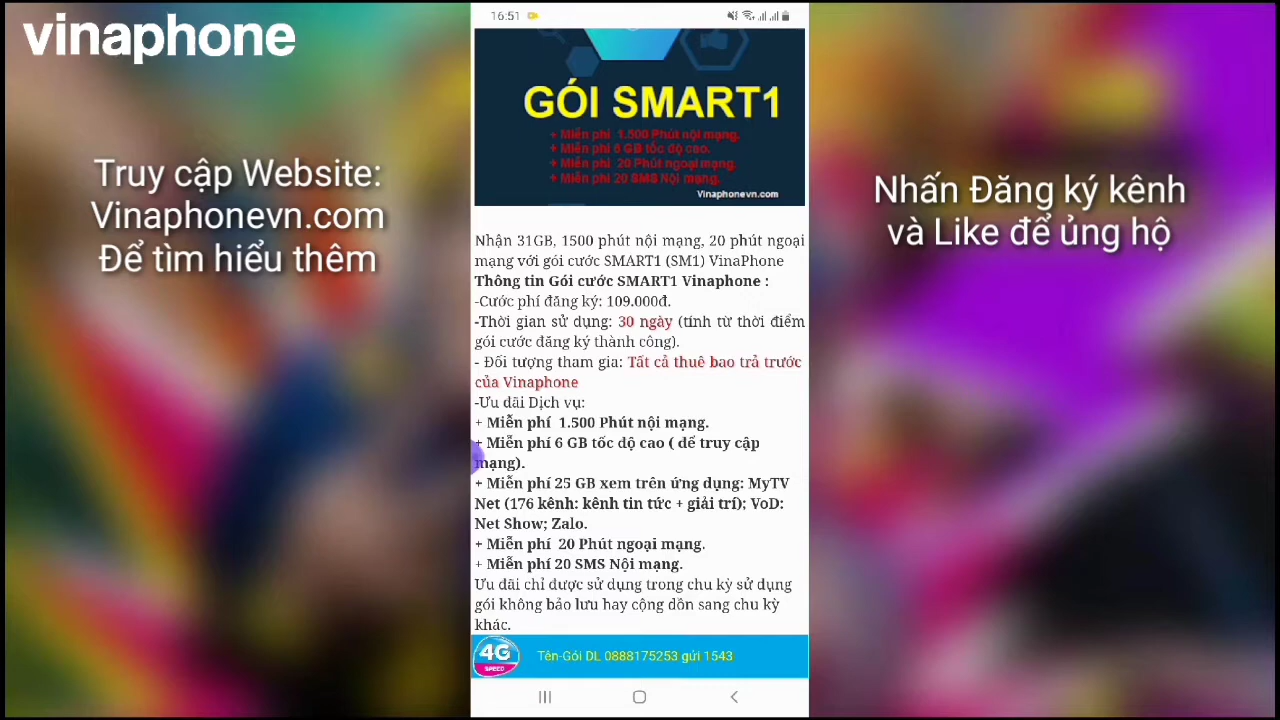 vinaphone
Truy cập Website:
Vinaphonevn.com
Để tìm hiểu thêm
16:51
GÓI SMART1
+ Miễn phí 1.500 Phút nội mạng.
+ Miễn phí 6 GB tốc độ cao.
+ Miễn phí 20 Phút ngoại mạng.
+ Miễn phí 20 SMS Nội mạng.
Vinaphonevn.com
Nhận 31GB, 1500 phút nội mạng, 20 phút ngoại
mạng với gói cước SMART1 (SM1) VinaPhone
Thông tin Gói cước SMART1 Vinaphone :
-Cước phí đăng ký: 109.000đ.
-Thời gian sử dụng: 30 ngày (tính từ thời điểm
gói cước đăng ký thành công).
- Đối tượng tham gia: Tất cả thuê bao trả trước
của Vinaphone
-Ưu đãi Dịch vụ:
+ Miễn phí 1.500 Phút nội mạng.
+ Miễn phí 6 GB tốc độ cao ( để truy cập
mạng).
+ Miễn phí 25 GB xem trên ứng dụng: MyTV
Net (176 kênh: kênh tin tức + giải trí); VoD:
Net Show; Zalo.
+ Miễn phí 20 Phút ngoại mạng.
+ Miễn phí 20 SMS Nội mạng.
Ưu đãi chỉ được sử dụng trong chu kỳ sử dụng
gói không bảo lưu hay cộng dồn sang chu kỳ
khác.
4G
SPEED
Tên-Gói DL 0888175253 gửi 1543
Nhấn Đăng ký kênh
và Like để ủng hộ